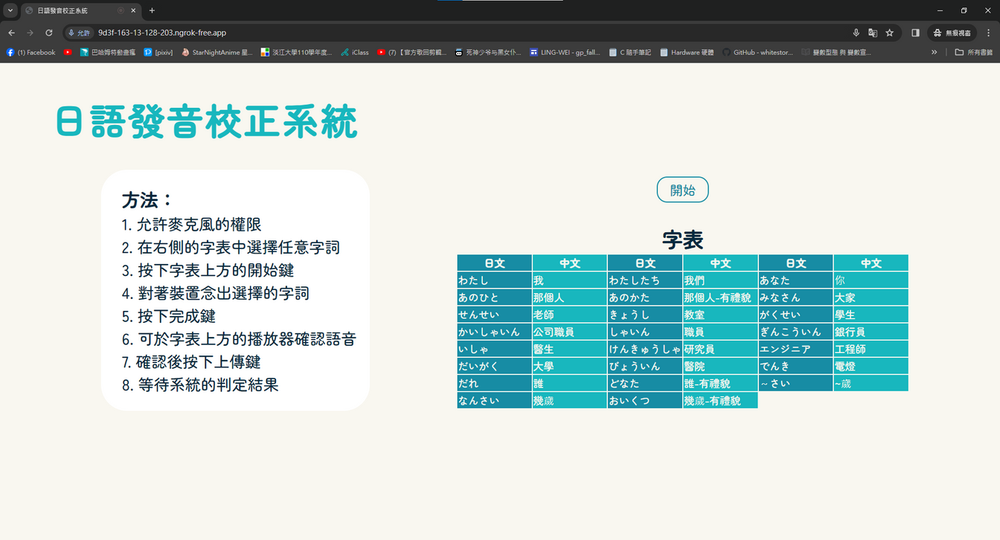 日語發音校正系統
允許
9d3f-163-13-128-203.ngrok-free.app
無痕視窗
(1) Facebook
巴哈姆特動畫瘋
[pixiv]
StarNightAnime 星...
淡江大學110學年度...
iClass
(7)【官方歌回剪輯...
死神少爷与黑女仆...
LING-WEI - gp_fall...
C 隨手筆記
Hardware 硬體
GitHub - whitestor...
變數型態 與 變數宣...
所有書籤
日語發音校正系統
方法：
1. 允許麥克風的權限
2. 在右側的字表中選擇任意字詞
3. 按下字表上方的開始鍵
4. 對著裝置念出選擇的字詞
5. 按下完成鍵
6. 可於字表上方的播放器確認語音
7. 確認後按下上傳鍵
8. 等待系統的判定結果
開始
字表
日文 中文 日文 中文 日文 中文
わたし 我 わたしたち 我們 あなた 你
あのひと 那個人 あのかた 那個人-有禮貌 みなさん 大家
せんせい 老師 きょうし 教室 がくせい 學生
かいしゃいん 公司職員 しゃいん 職員 ぎんこういん 銀行員
いしゃ 醫生 けんきゅうしゃ 研究員 エンジニア 工程師
だいがく 大學 びょういん 醫院 でんき 電燈
だれ 誰 どなた 誰-有禮貌 ～さい ~歲
なんさい 幾歲 おいくつ 幾歲-有禮貌